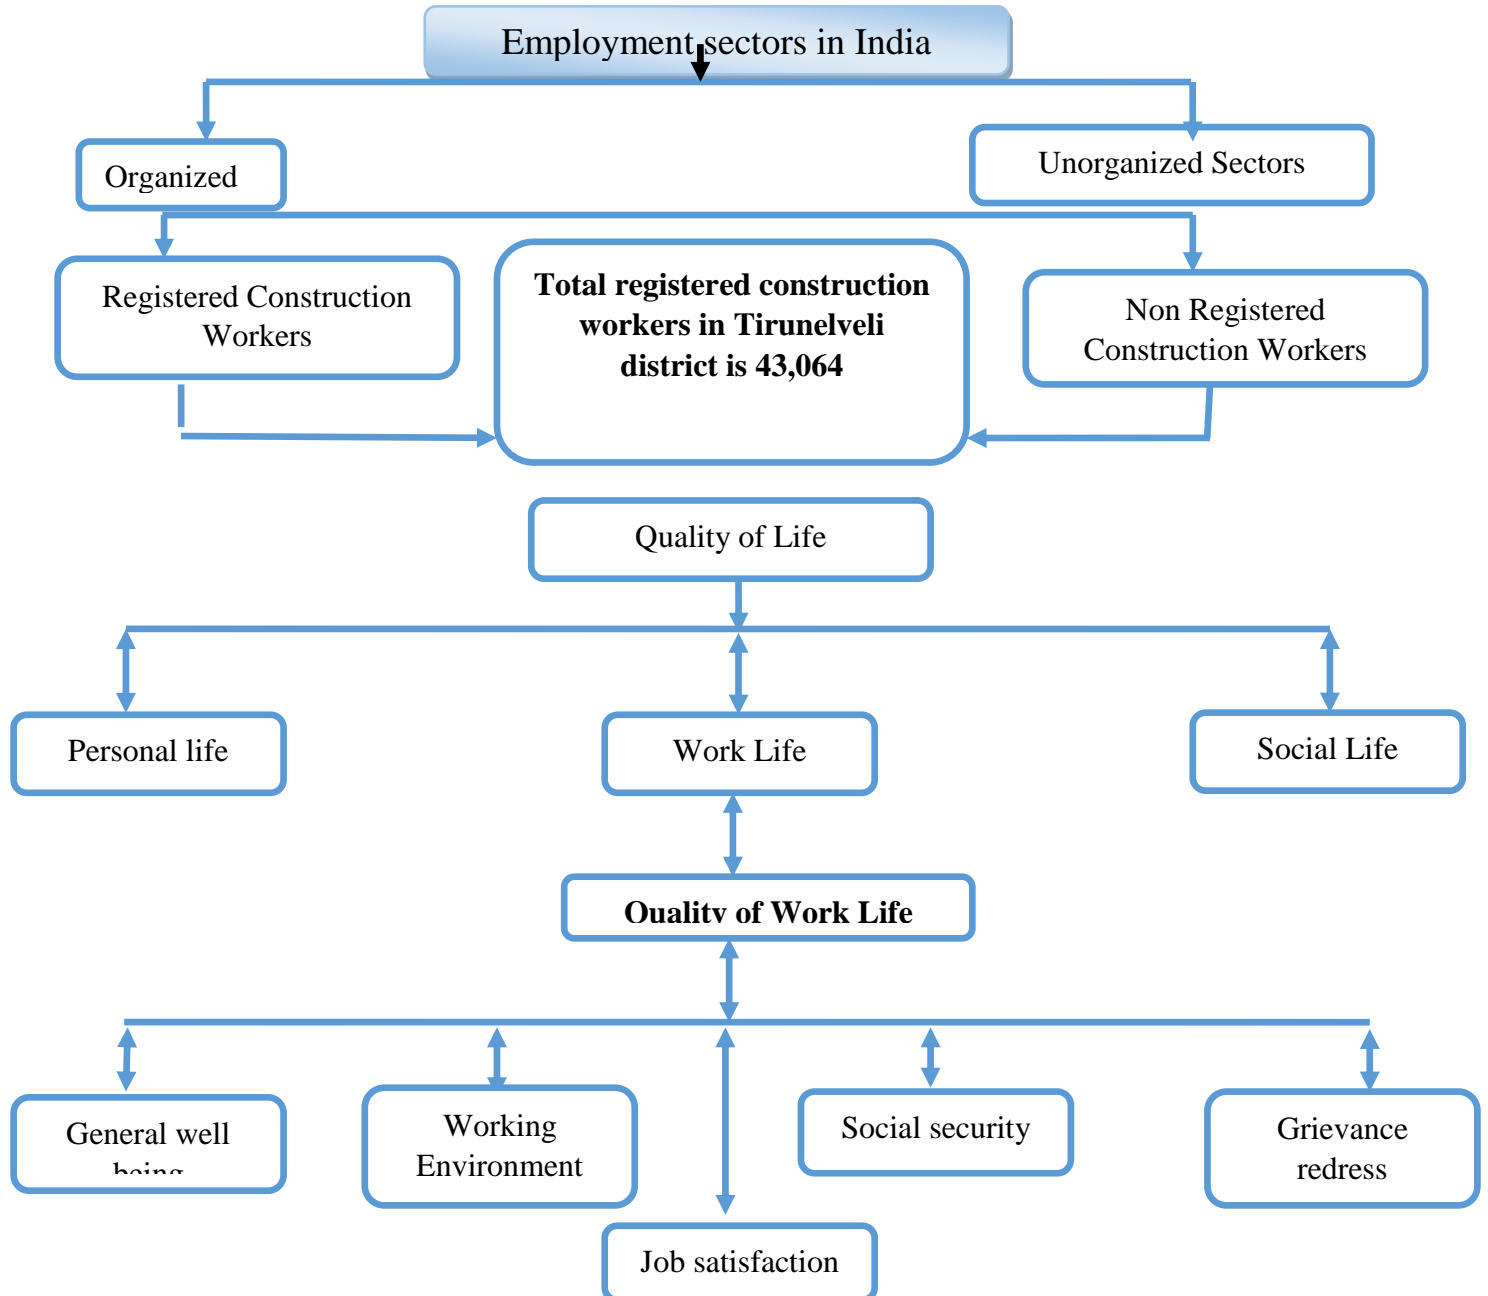 Employment sectors in India
Organized
Unorganized Sectors
Registered Construction
Workers
Total registered construction
workers in Tirunelveli
district is 43,064
Non Registered
Construction Workers
Quality of Life
Personal life
Work Life
Social Life
Quality of Work Life
General well
being
Working
Environment
Social security
Grievance
redress
Job satisfaction